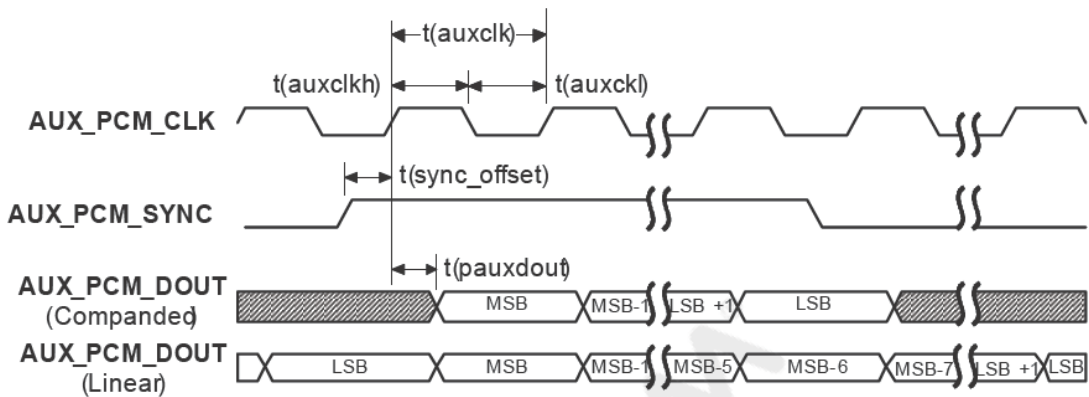 t(auxclk)
t(auxclkh) t(auxckl)
AUX_PCM_CLK
t(sync_offset)
AUX_PCM_SYNC
t(pauxdout)
AUX_PCM_DOUT
(Companded)
MSB MSB-1 LSB +1 LSB
AUX_PCM_DOUT
(Linear)
LSB MSB MSB-1 MSB-5 MSB-6 MSB-7 LSB +1 LSB